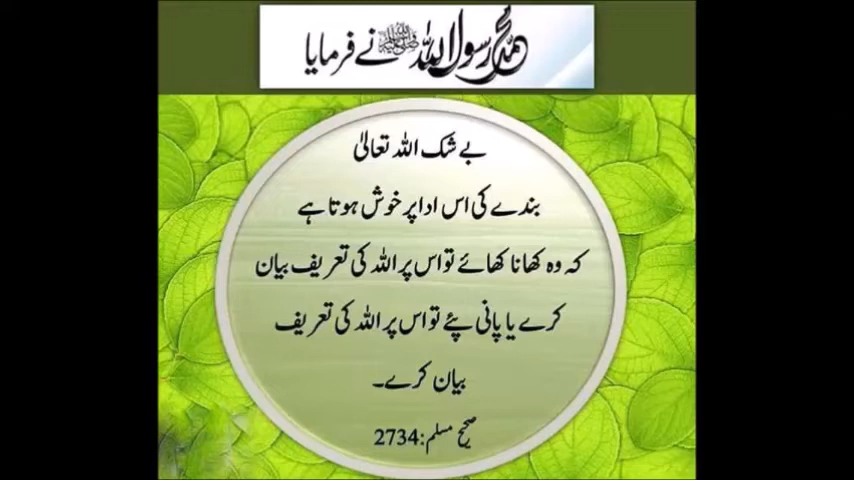 محمد رسول اللہ ﷺ نے فرمایا
بے شک اللہ تعالیٰ
بندے کی اس ادا پر خوش ہوتا ہے
کہ وہ کھانا کھائے تو اس پر اللہ کی تعریف بیان
کرے یا پانی پئے تو اس پر اللہ کی تعریف
بیان کرے۔
صحیح مسلم:2734